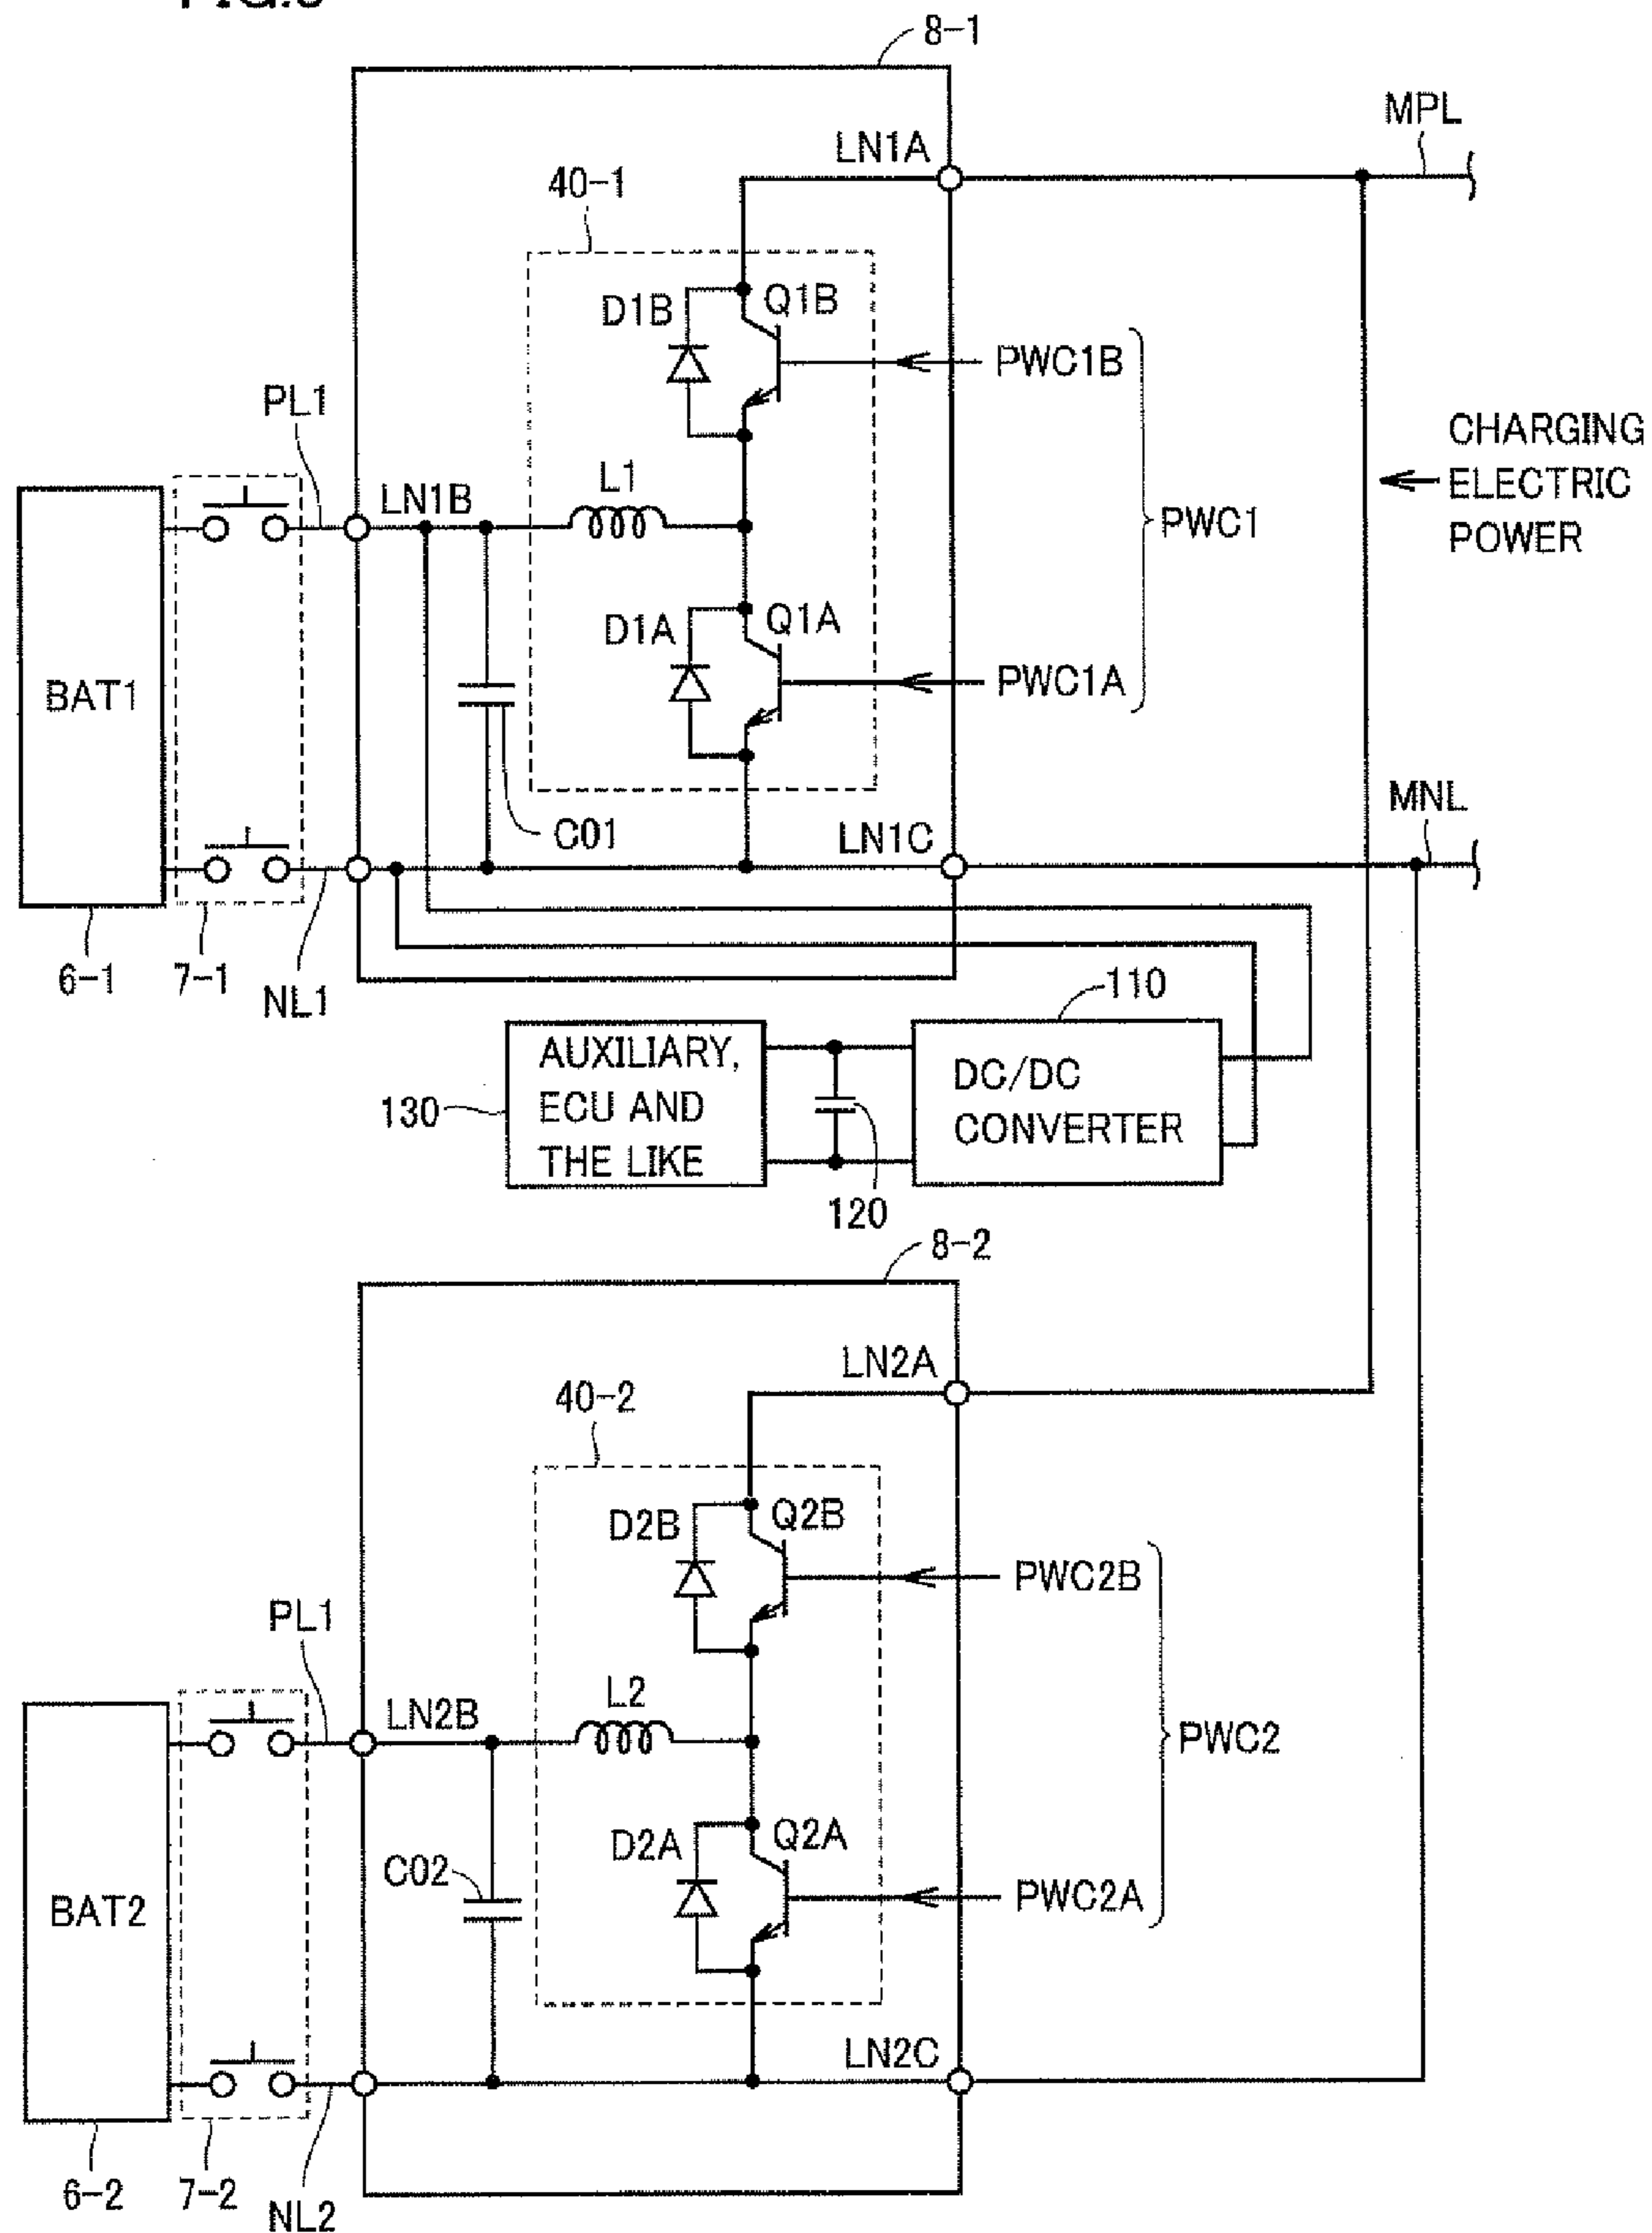 8-1
MPL
LN1A
40-1
D1B
Q1B
PWC1B
PL1
CHARGING
ELECTRIC
POWER
LN1B
L1
PWC1
D1A
Q1A
PWC1A
BAT1
C01
LN1C
MNL
6-1
7-1
NL1
110
AUXILIARY,
ECU AND
THE LIKE
DC/DC
CONVERTER
130
120
8-2
LN2A
40-2
D2B
Q2B
PWC2B
PL1
LN2B
L2
PWC2
D2A
Q2A
C02
PWC2A
BAT2
LN2C
6-2
7-2
NL2